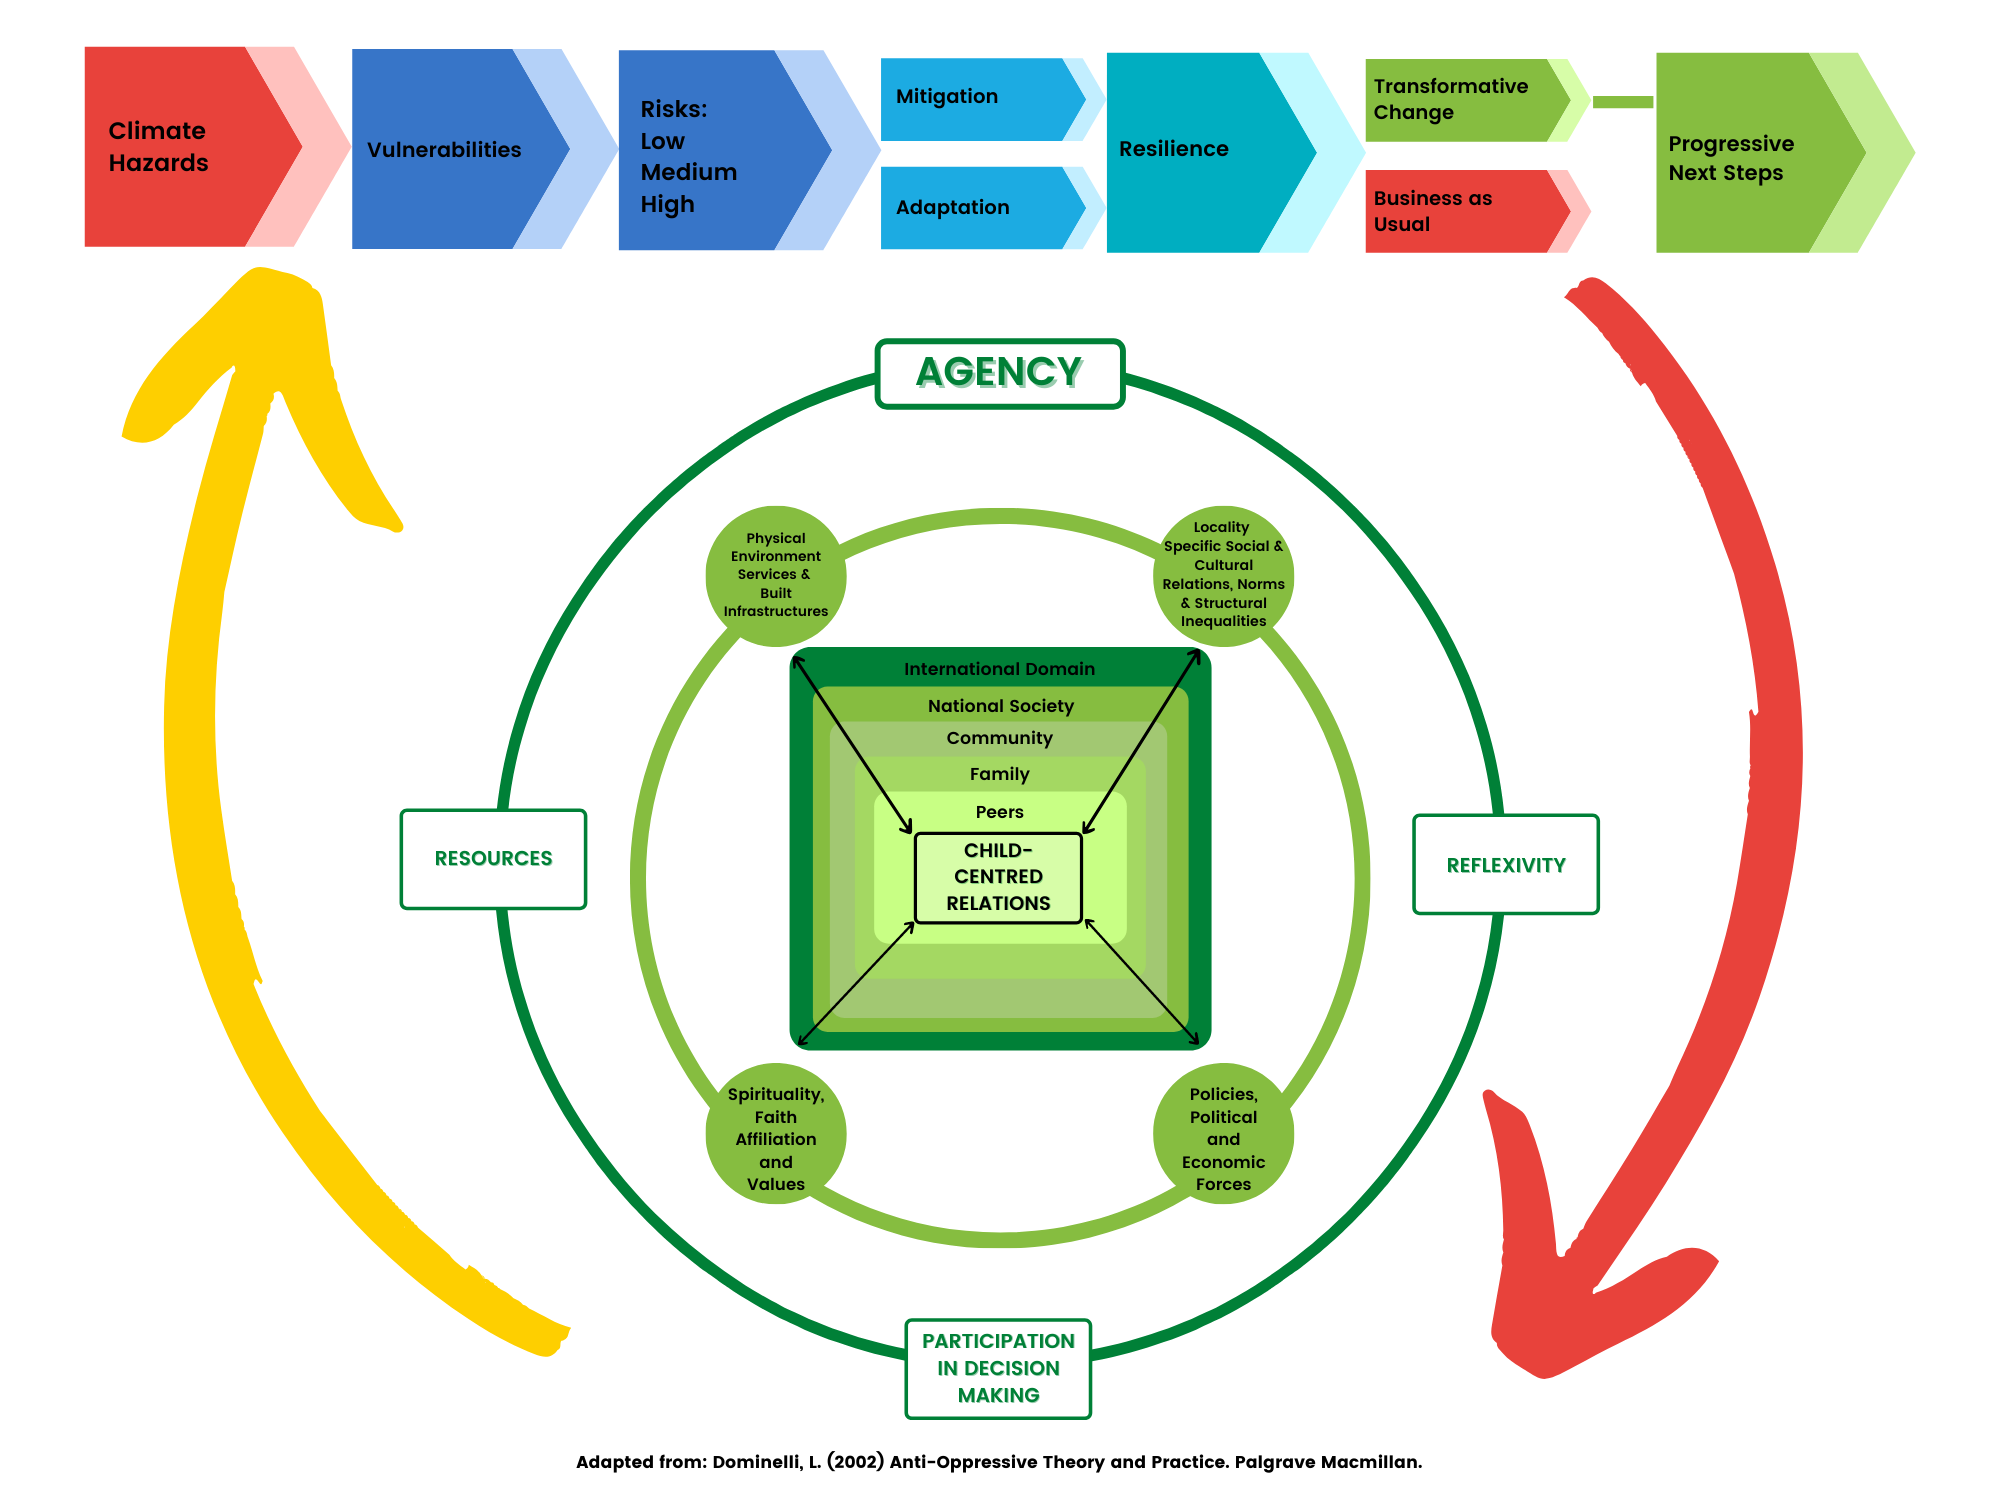 Climate
Hazards
Vulnerabilities
Risks:
Low
Medium
High
Mitigation
Adaptation
Resilience
Transformative
Change
Business as
Usual
Progressive
Next Steps
AGENCY
Physical
Environment
Services &
Built
Infrastructures
Locality
Specific Social &
Cultural
Relations, Norms
& Structural
Inequalities
International Domain
National Society
Community
Family
Peers
CHILD-
CENTRED
RELATIONS
RESOURCES
REFLEXIVITY
Spirituality,
Faith
Affiliation
and
Values
Policies,
Political
and
Economic
Forces
PARTICIPATION
IN DECISION
MAKING
Adapted from: Dominelli, L. (2002) Anti-Oppressive Theory and Practice. Palgrave Macmillan.